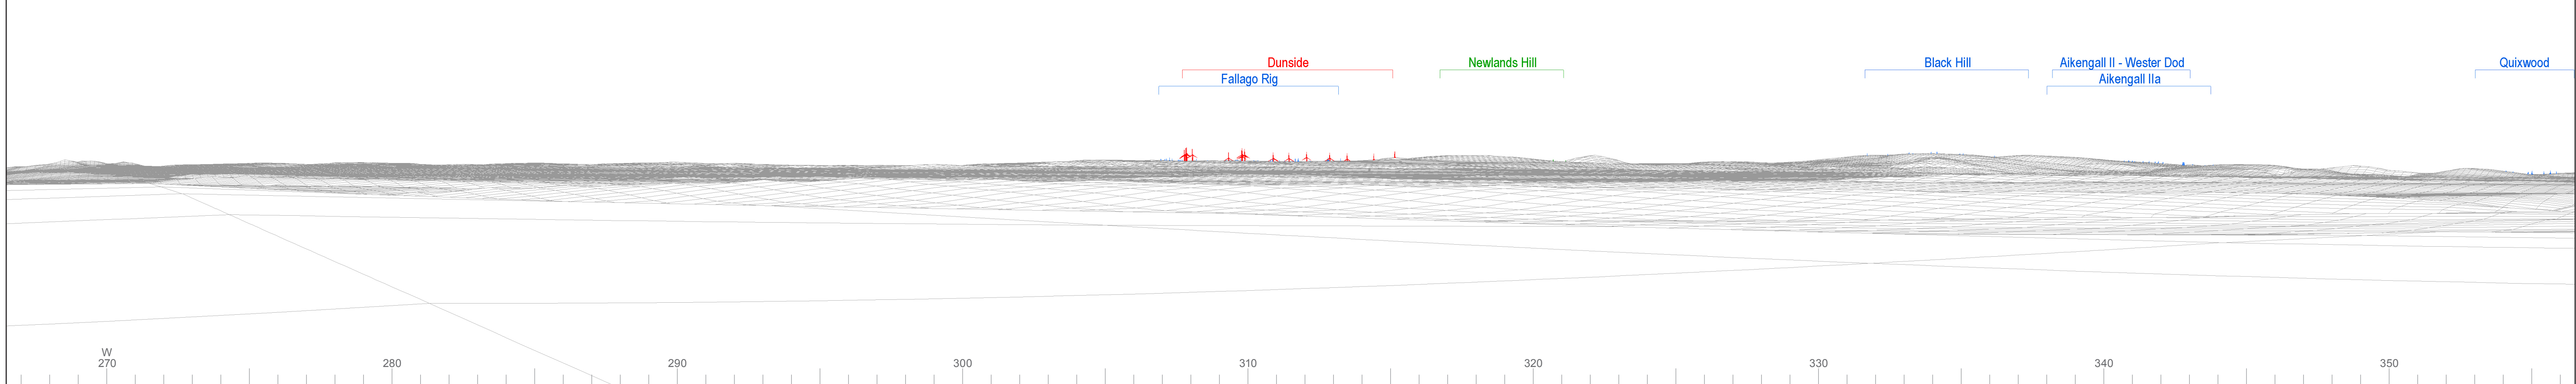 Dunside
Newlands Hill
Black Hill
Aikengall II - Wester Dod
Quixwood
Fallago Rig
Aikengall IIa
W
270
280
290
300
310
320
330
340
350